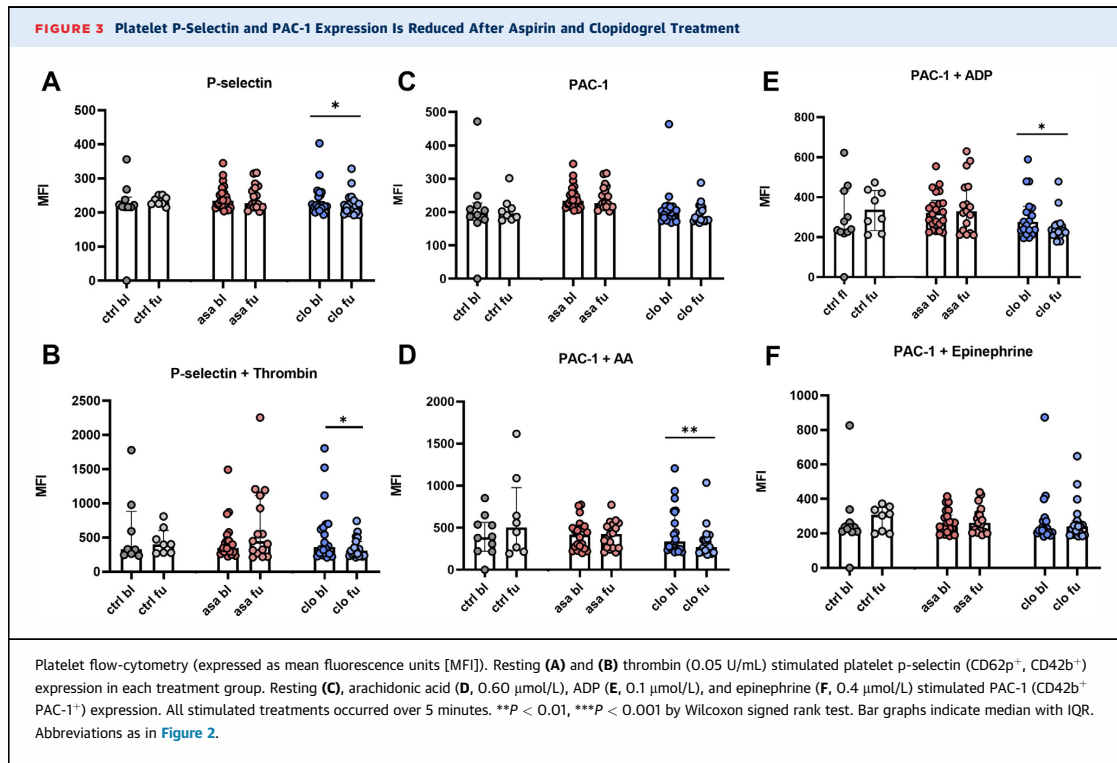 FIGURE 3 Platelet P-Selectin and PAC-1 Expression Is Reduced After Aspirin and Clopidogrel Treatment
A
P-selectin
MFI
500
400
300
200
100
0
*
ctrl bl
ctrl fu
asa bl
asa fu
clo bl
clo fu
B
P-selectin + Thrombin
MFI
2500
2000
1500
1000
500
0
*
ctrl bl
ctrl fu
asa bl
asa fu
clo bl
clo fu
C
PAC-1
MFI
500
400
300
200
100
0
ctrl bl
ctrl fu
asa bl
asa fu
clo bl
clo fu
D
PAC-1 + AA
MFI
2000
1500
1000
500
0
**
ctrl bl
ctrl fu
asa bl
asa fu
clo bl
clo fu
E
PAC-1 + ADP
MFI
800
600
400
200
0
*
ctrl fl
ctrl fu
asa bl
asa fu
clo bl
clo fu
F
PAC-1 + Epinephrine
MFI
1000
800
600
400
200
0
ctrl bl
ctrl fu
asa bl
asa fu
clo bl
clo fu
Platelet flow-cytometry (expressed as mean fluorescence units [MFI]). Resting (A) and (B) thrombin (0.05 U/mL) stimulated platelet p-selectin (CD62p⁺, CD42b⁺)
expression in each treatment group. Resting (C), arachidonic acid (D, 0.60 μmol/L), ADP (E, 0.1 μmol/L), and epinephrine (F, 0.4 μmol/L) stimulated PAC-1 (CD42b⁺
PAC-1⁺) expression. All stimulated treatments occurred over 5 minutes. **P < 0.01, ***P < 0.001 by Wilcoxon signed rank test. Bar graphs indicate median with IQR.
Abbreviations as in Figure 2.